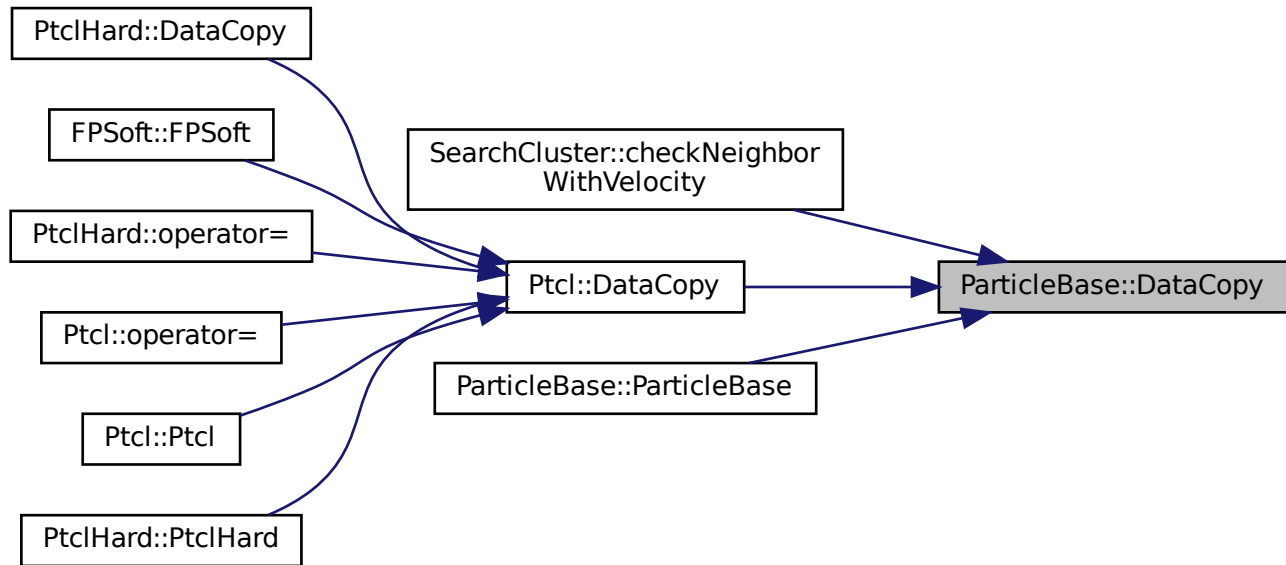 PtclHard::DataCopy
FPSoft::FPSoft
PtclHard::operator=
Ptcl::operator=
Ptcl::Ptcl
PtclHard::PtclHard
SearchCluster::checkNeighbor
WithVelocity
Ptcl::DataCopy
ParticleBase::ParticleBase
ParticleBase::DataCopy